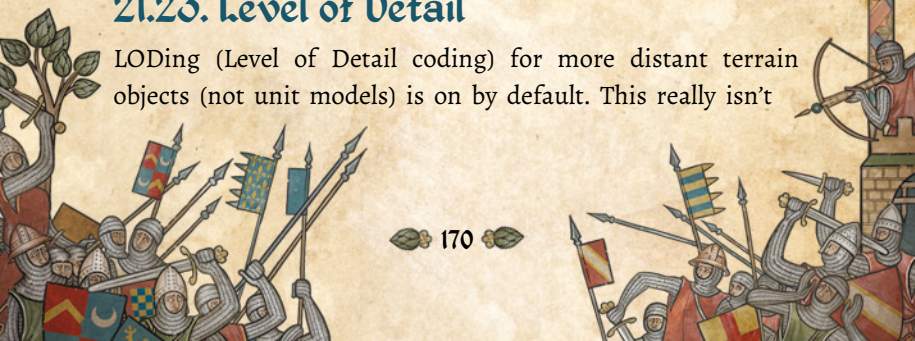 21.23. Level of Detail
LODing (Level of Detail coding) for more distant terrain
objects (not unit models) is on by default. This really isn’t
170